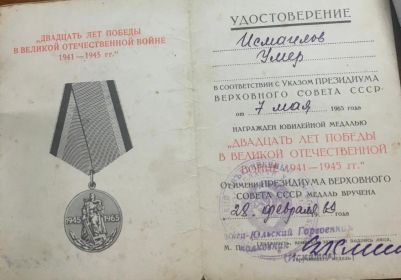 „ДВАДЦАТЬ ЛЕТ ПОБЕДЫ
В ВЕЛИКОЙ ОТЕЧЕСТВЕННОЙ ВОЙНЕ
1941—1945 гг."
1945 1965
УДОСТОВЕРЕНИЕ
Исмаилов
Умер
В СООТВЕТСТВИИ С УКАЗОМ ПРЕЗИДИУМА
ВЕРХОВНОГО СОВЕТА СССР
от 7 мая 1965 года
НАГРАЖДЕН ЮБИЛЕЙНОЙ МЕДАЛЬЮ
„ДВАДЦАТЬ ЛЕТ ПОБЕДЫ
В ВЕЛИКОЙ ОТЕЧЕСТВЕННОЙ
ВОЙНЕ 1941—1945 гг."
От имени ПРЕЗИДИУМА ВЕРХОВНОГО
СОВЕТА СССР МЕДАЛЬ ВРУЧЕНА
28 февраля 69 года
М. П.